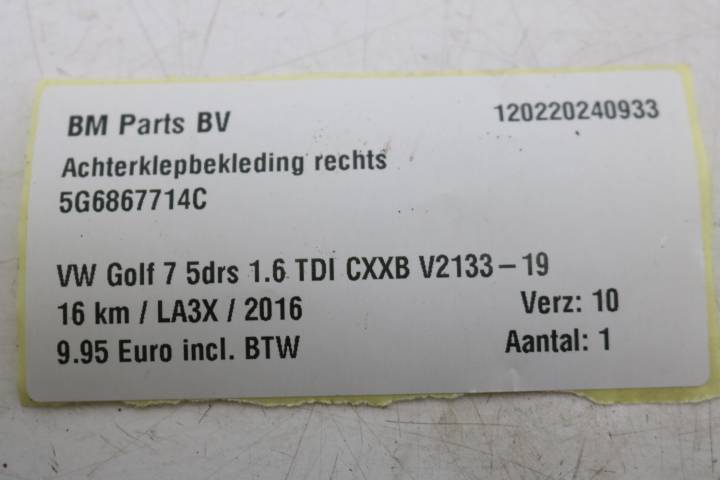 BM Parts BV 120220240933
Achterklepbekleding rechts
5G6867714C
VW Golf 7 5drs 1.6 TDI CXXB V2133-19
16 km / LA3X / 2016 Verz: 10
9.95 Euro incl. BTW Aantal: 1